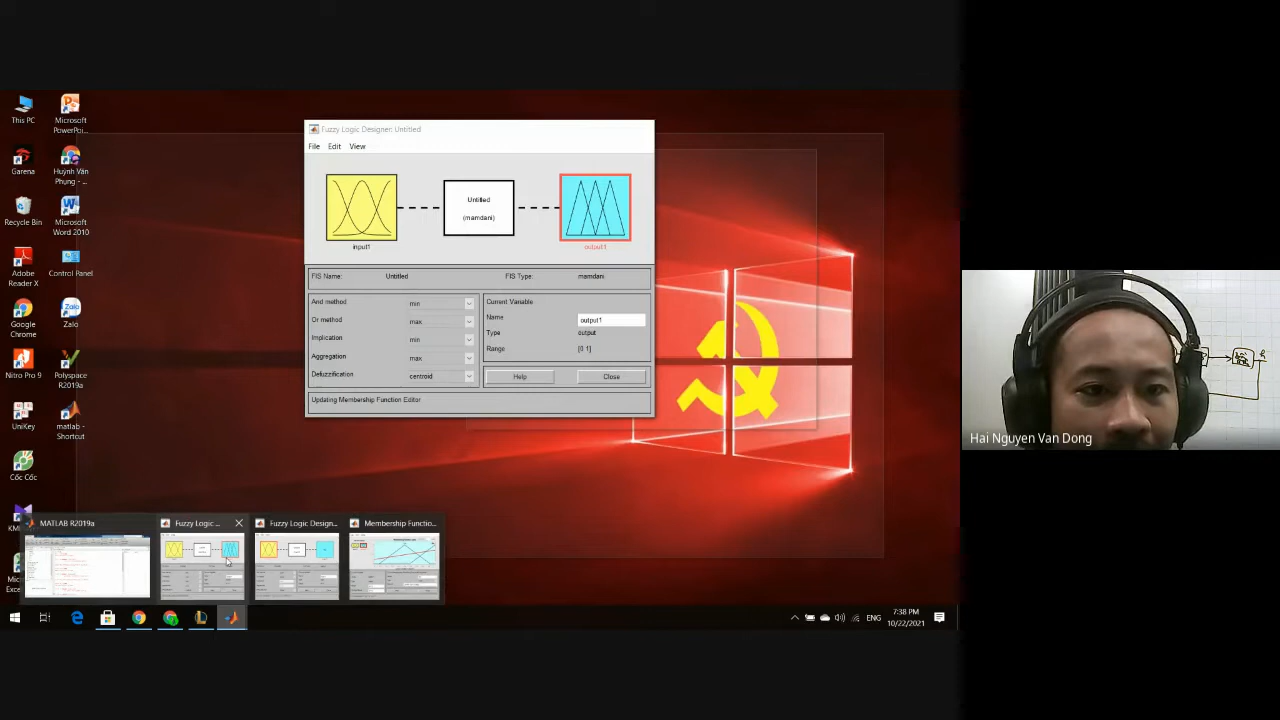 This PC
Microsoft
PowerPoi...
Garena
Huỳnh Văn
Phụng - ...
Recycle Bin
Microsoft
Word 2010
Adobe
Reader X
Control Panel
Google
Chrome
Zalo
Nitro Pro 9
Polyspace
R2019a
UniKey
matlab -
Shortcut
Cốc Cốc
Fuzzy Logic Designer: Untitled
File Edit View
Untitled
(mamdani)
input1
output1
FIS Name: Untitled FIS Type: mamdani
And method min
Or method max
Implication min
Aggregation max
Defuzzification centroid
Current Variable
Name output1
Type output
Range [0 1]
Help Close
Updating Membership Function Editor
MATLAB R2019a
Fuzzy Logic ...
Fuzzy Logic Design...
Membership Functio...
ENG
7:38 PM
10/22/2021
Hai Nguyen Van Dong